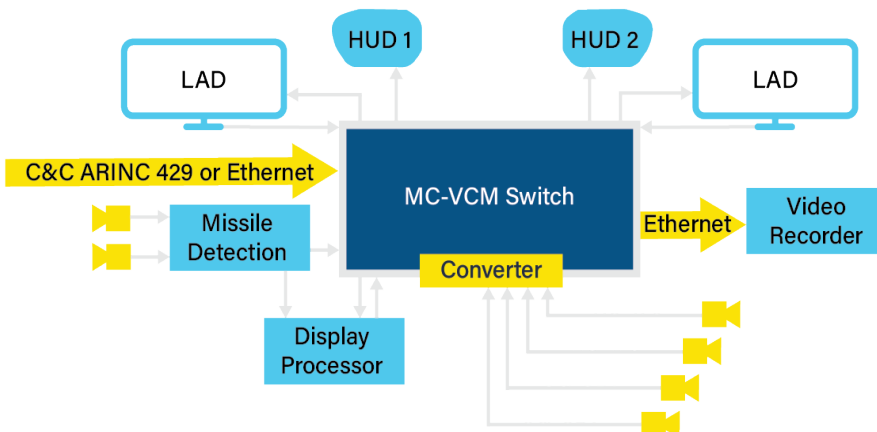 HUD 1
HUD 2
LAD
LAD
C&C ARINC 429 or Ethernet
MC-VCM Switch
Missile
Detection
Ethernet
Video
Recorder
Converter
Display
Processor